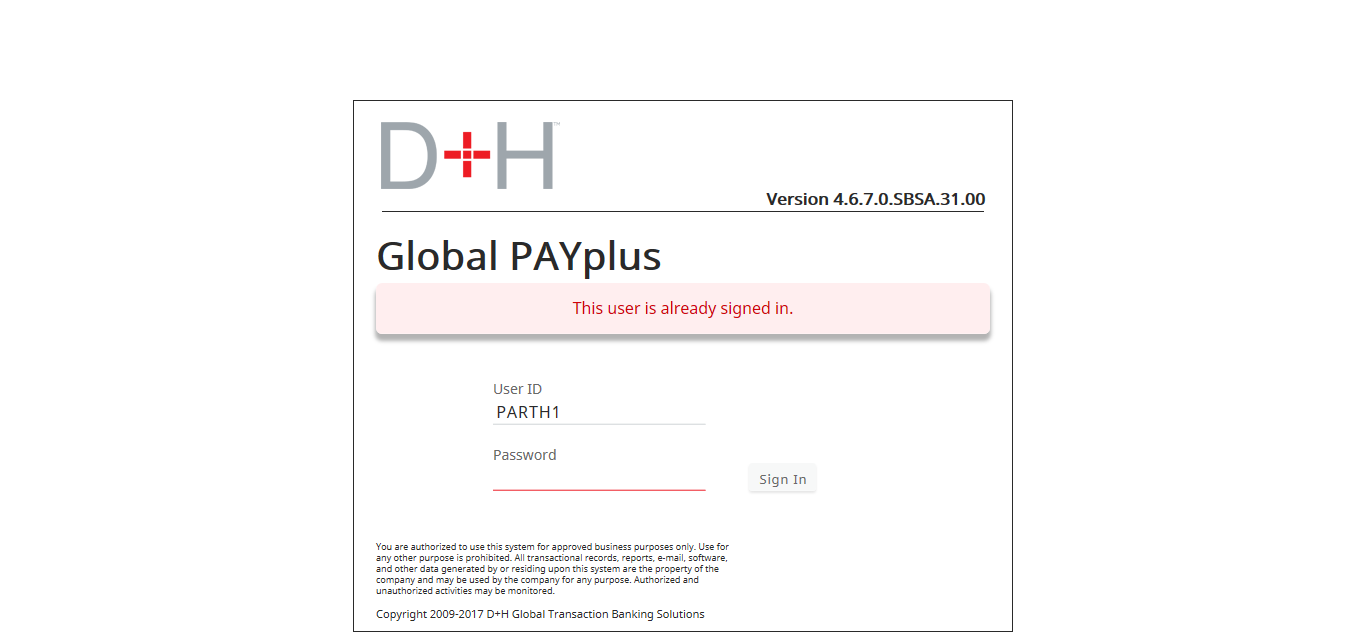 D+H™
Version 4.6.7.0.SBSA.31.00
Global PAYplus
This user is already signed in.
User ID
PARTH1
Password
Sign In
You are authorized to use this system for approved business purposes only. Use for
any other purpose is prohibited. All transactional records, reports, e-mail, software,
and other data generated by or residing upon this system are the property of the
company and may be used by the company for any purpose. Authorized and
unauthorized activities may be monitored.
Copyright 2009-2017 D+H Global Transaction Banking Solutions